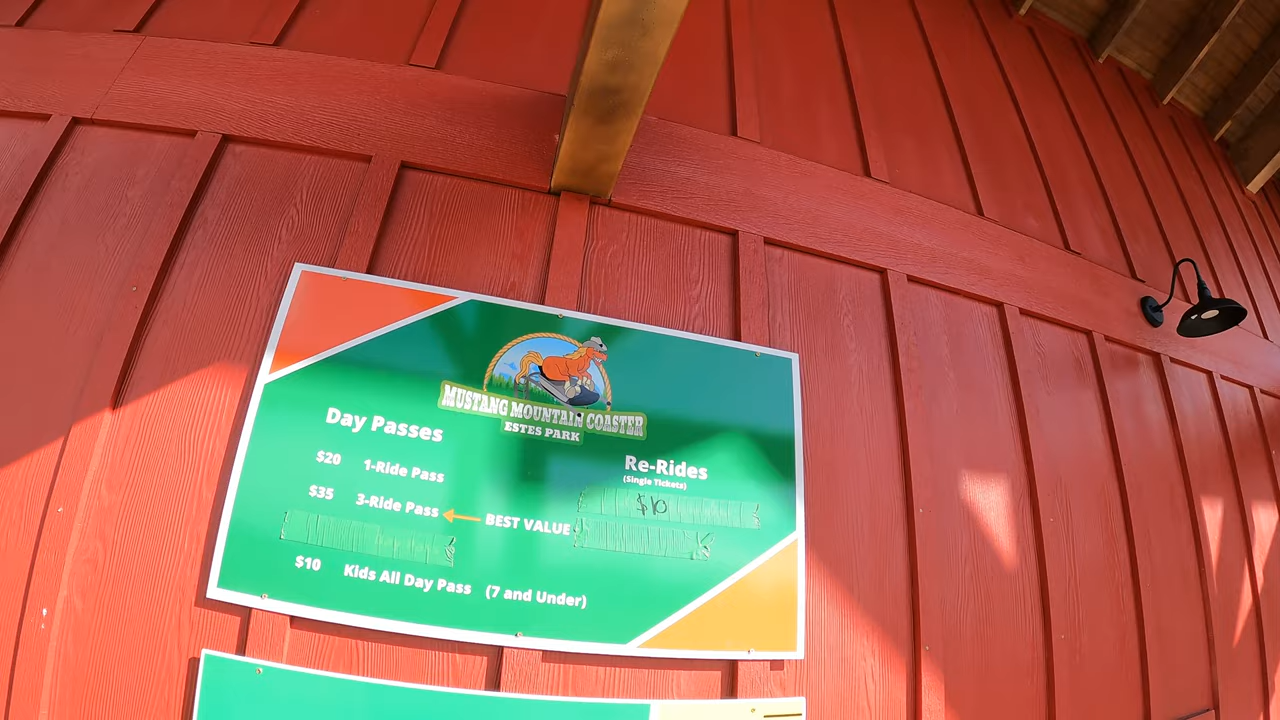 MUSTANG MOUNTAIN COASTER
ESTES PARK
Day Passes
$20 1-Ride Pass
$35 3-Ride Pass
BEST VALUE
$10 Kids All Day Pass (7 and Under)
Re-Rides
(Single Tickets)
$10